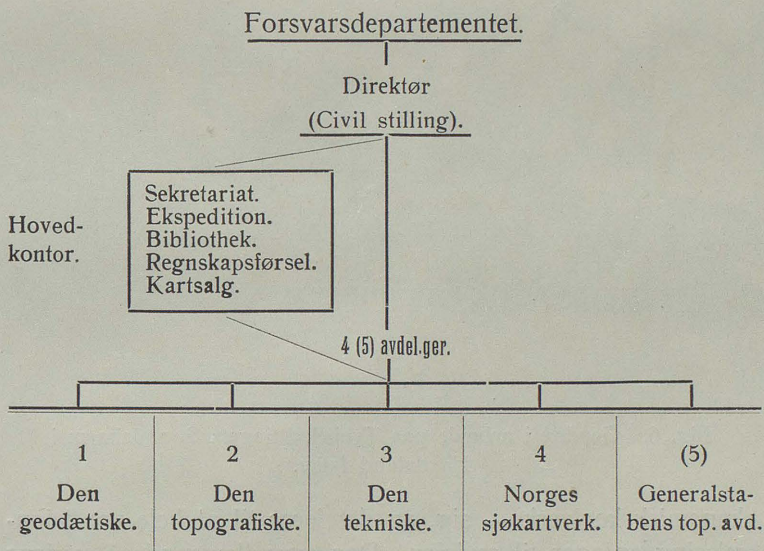 Forsvarsdepartementet.
Direktør
(Civil stilling).
Hoved-
kontor.
Sekretariat.
Ekspedition.
Bibliothek.
Regnskapsførsel.
Kartsalg.
4 (5) avdel.ger.
1
Den
geodætiske.
2
Den
topografiske.
3
Den
tekniske.
4
Norges
sjøkartverk.
(5)
Generalsta-
bens top. avd.